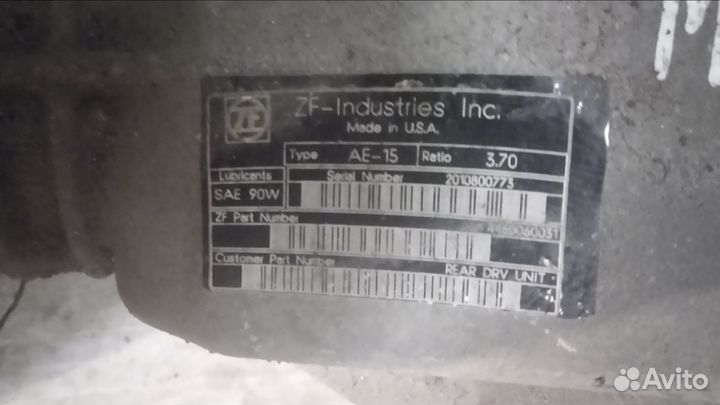 ZF
ZF-Industries Inc.
Made in U.S.A.
Type AE-15 Ratio 3.70
Lubricants Serial Number 2010800773
SAE 90W
ZF Part Number
Customer Part Number REAR DRV UNIT
Avito